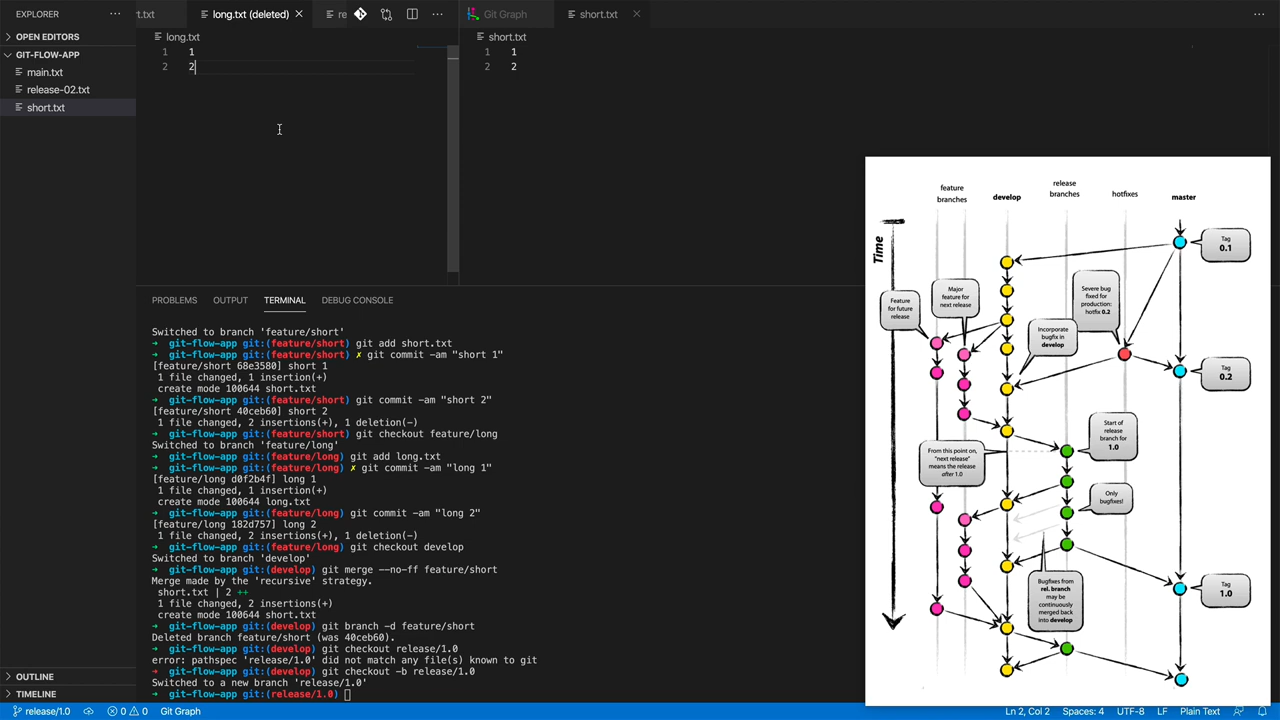 EXPLORER
rt.txt
long.txt (deleted)
re
Git Graph
short.txt
OPEN EDITORS
GIT-FLOW-APP
main.txt
release-02.txt
short.txt
OUTLINE
TIMELINE
long.txt
1 1
2 2
short.txt
1 1
2 2
PROBLEMS OUTPUT TERMINAL DEBUG CONSOLE
Switched to branch 'feature/short'
➜ git-flow-app git:(feature/short) git add short.txt
➜ git-flow-app git:(feature/short) ✗ git commit -am "short 1"
[feature/short 68e3580] short 1
1 file changed, 1 insertion(+)
create mode 100644 short.txt
➜ git-flow-app git:(feature/short) git commit -am "short 2"
[feature/short 40ceb60] short 2
1 file changed, 2 insertions(+), 1 deletion(-)
➜ git-flow-app git:(feature/short) git checkout feature/long
Switched to branch 'feature/long'
➜ git-flow-app git:(feature/long) git add long.txt
➜ git-flow-app git:(feature/long) ✗ git commit -am "long 1"
[feature/long d0f2b4f] long 1
1 file changed, 1 insertion(+)
create mode 100644 long.txt
➜ git-flow-app git:(feature/long) git commit -am "long 2"
[feature/long 182d757] long 2
1 file changed, 2 insertions(+), 1 deletion(-)
➜ git-flow-app git:(feature/long) git checkout develop
Switched to branch 'develop'
➜ git-flow-app git:(develop) git merge --no-ff feature/short
Merge made by the 'recursive' strategy.
short.txt | 2 ++
1 file changed, 2 insertions(+)
create mode 100644 short.txt
➜ git-flow-app git:(develop) git branch -d feature/short
Deleted branch feature/short (was 40ceb60).
➜ git-flow-app git:(develop) git checkout release/1.0
error: pathspec 'release/1.0' did not match any file(s) known to git
➜ git-flow-app git:(develop) git checkout -b release/1.0
Switched to a new branch 'release/1.0'
➜ git-flow-app git:(release/1.0)
feature
branches
develop
release
branches
hotfixes
master
Time
Tag
0.1
Feature
for future
release
Major
feature for
next release
Severe bug
fixed for
production:
hotfix 0.2
Incorporate
bugfix in
develop
Tag
0.2
Start of
release
branch for
1.0
From this point on,
"next release"
means the release
after 1.0
Only
bugfixes!
Bugfixes from
rel. branch
may be
continuously
merged back
into develop
Tag
1.0
release/1.0
0 0
Git Graph
Ln 2, Col 2
Spaces: 4
UTF-8
LF
Plain Text